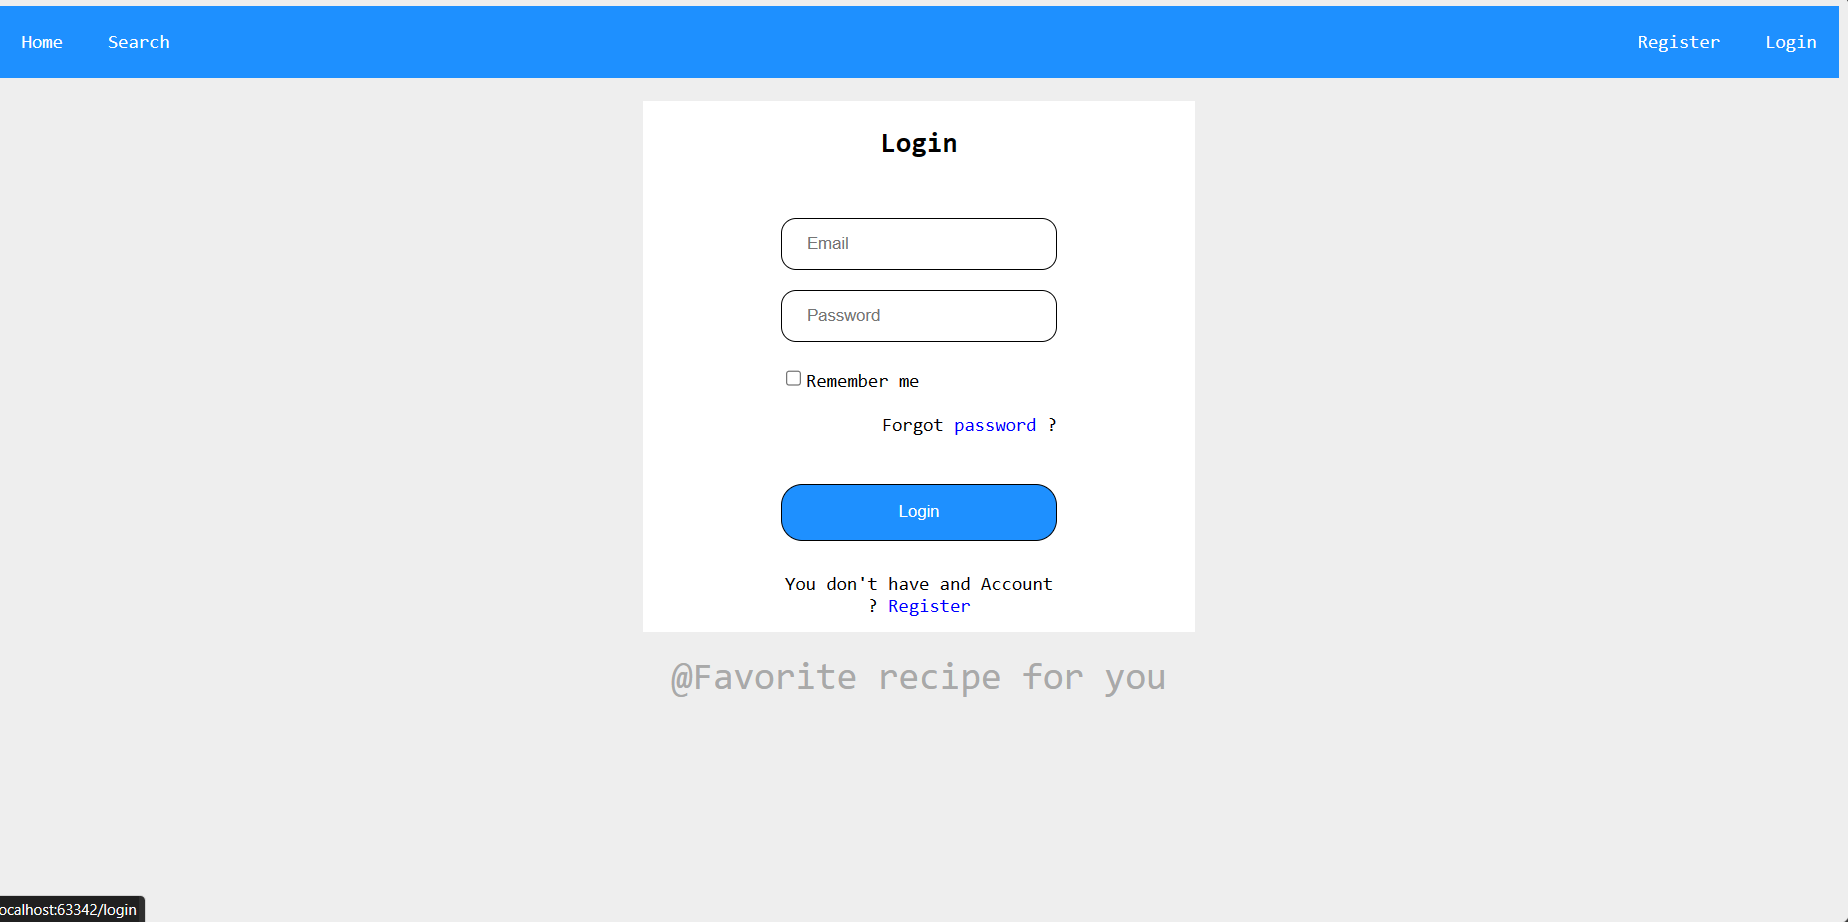 Home Search Register Login
Login
Email
Password
Remember me
Forgot password ?
Login
You don't have and Account
? Register
@Favorite recipe for you
ocalhost:63342/login